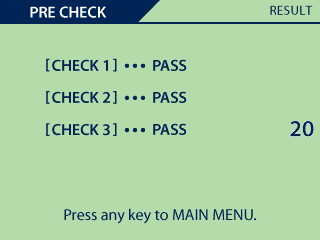 PRE CHECK RESULT
[CHECK 1] ••• PASS
[CHECK 2] ••• PASS
[CHECK 3] ••• PASS 20
Press any key to MAIN MENU.